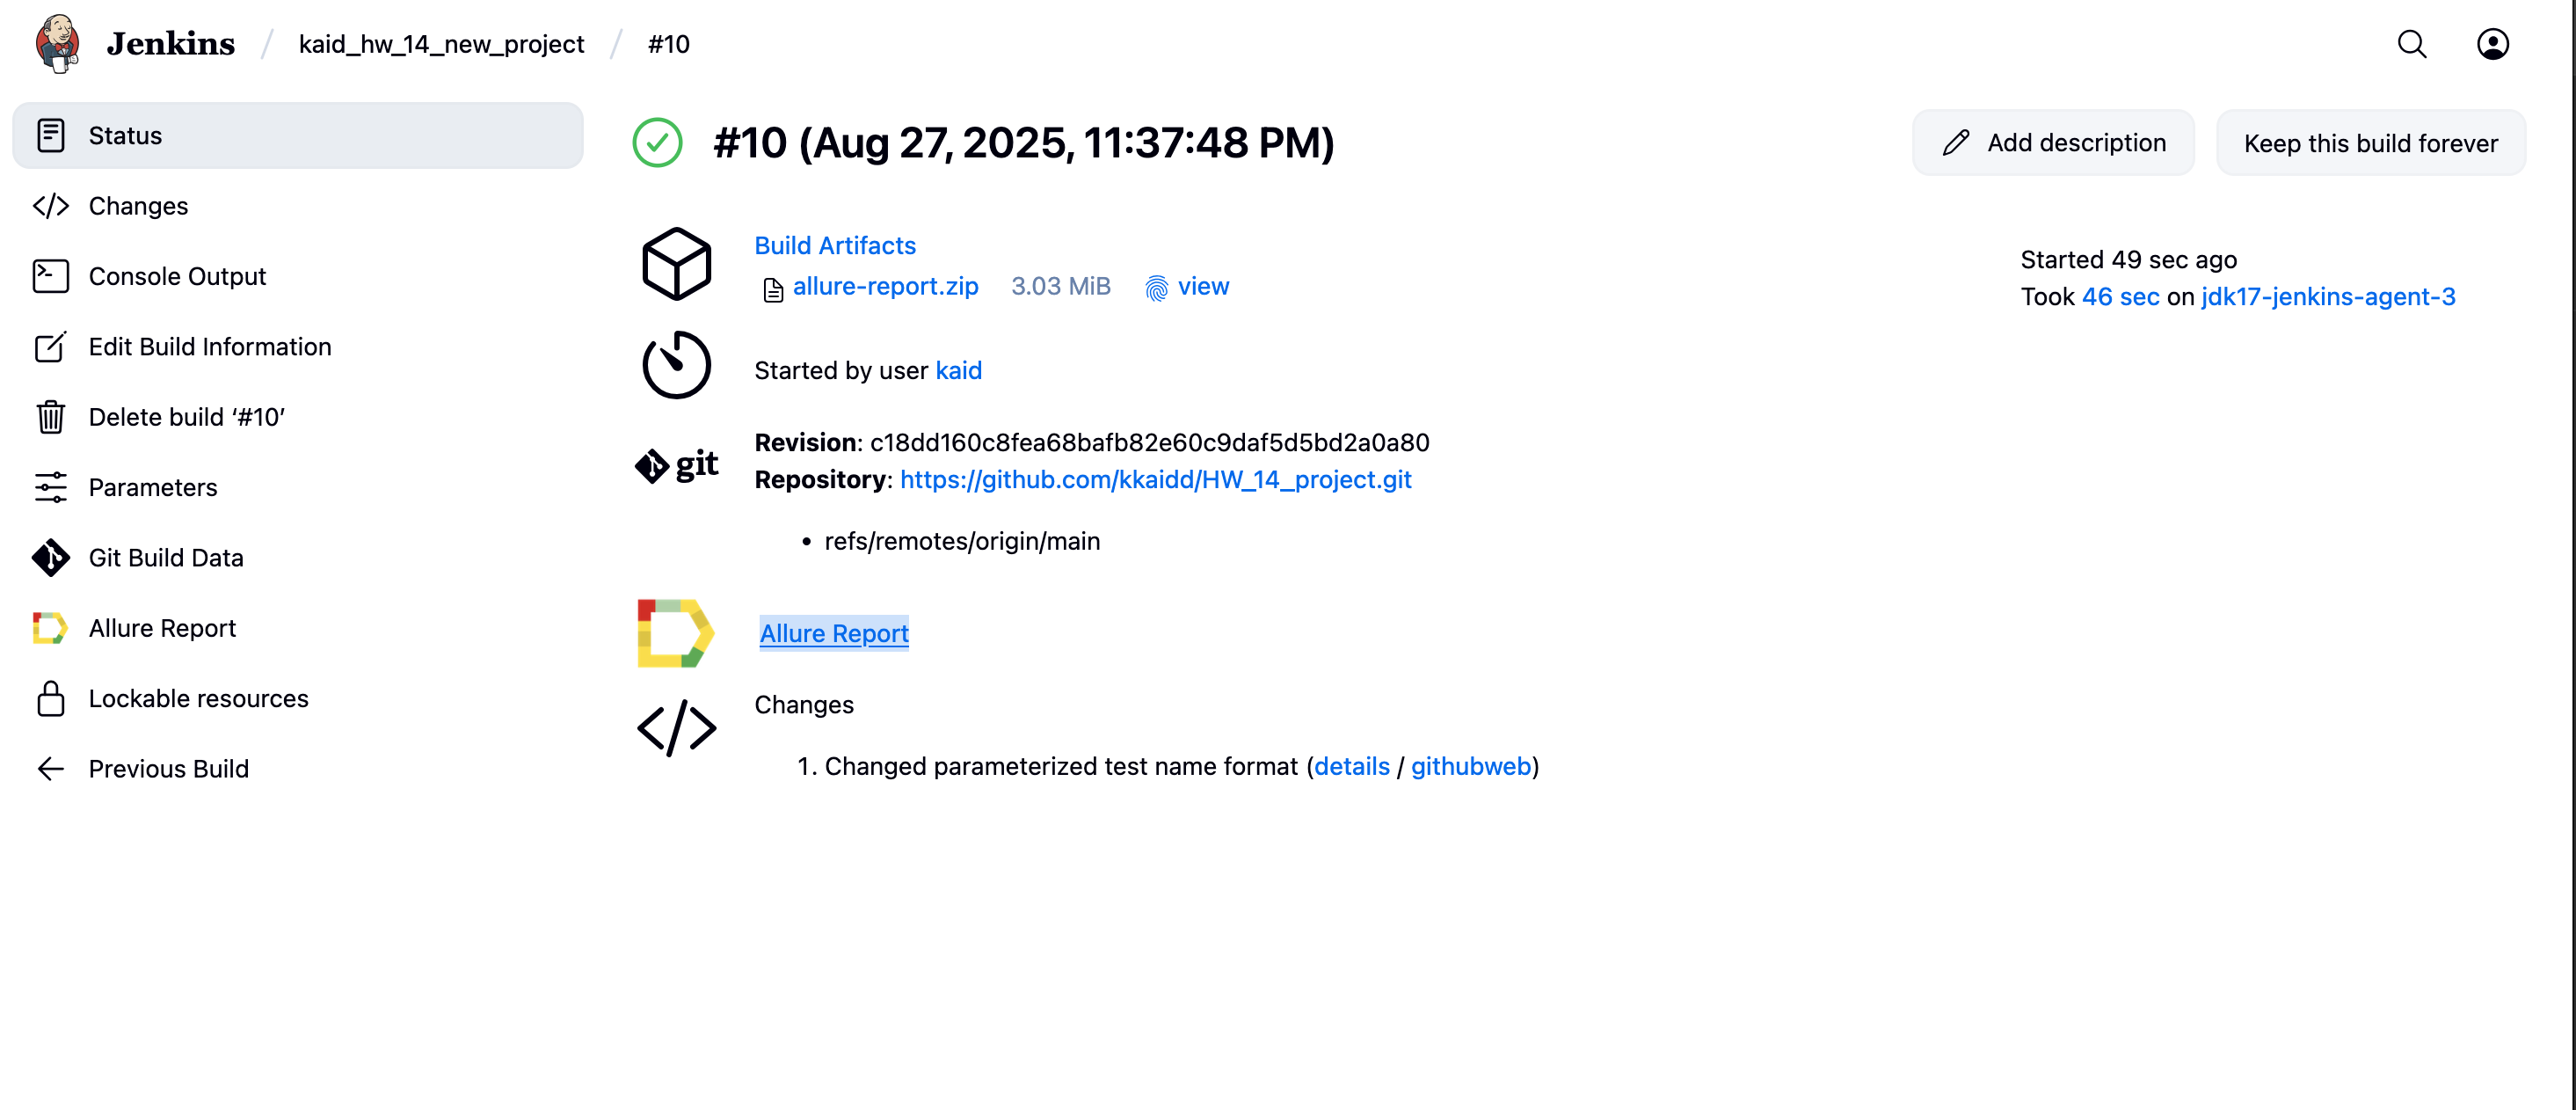 Jenkins / kaid_hw_14_new_project / #10
Status
Changes
Console Output
Edit Build Information
Delete build ‘#10’
Parameters
Git Build Data
Allure Report
Lockable resources
Previous Build
#10 (Aug 27, 2025, 11:37:48 PM)
Add description
Keep this build forever
Build Artifacts
allure-report.zip 3.03 MiB view
Started 49 sec ago
Took 46 sec on jdk17-jenkins-agent-3
Started by user kaid
git
Revision: c18dd160c8fea68bafb82e60c9daf5d5bd2a0a80
Repository: https://github.com/kkaidd/HW_14_project.git
• refs/remotes/origin/main
Allure Report
Changes
1. Changed parameterized test name format (details / githubweb)